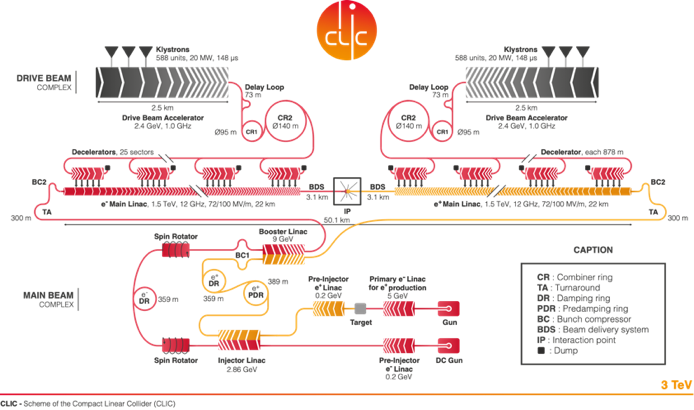 clic
Klystrons
588 units, 20 MW, 148 µs
Klystrons
588 units, 20 MW, 148 µs
DRIVE BEAM
COMPLEX
Delay Loop
73 m
Delay Loop
73 m
2.5 km
2.5 km
CR2
Ø140 m
CR2
Ø140 m
Drive Beam Accelerator
2.4 GeV, 1.0 GHz
Drive Beam Accelerator
2.4 GeV, 1.0 GHz
Ø95 m
CR1
CR1
Ø95 m
Decelerators, 25 sectors
Decelerator, each 878 m
BC2
BDS
3.1 km
BDS
3.1 km
BC2
TA
e⁻ Main Linac, 1.5 TeV, 12 GHz, 72/100 MV/m, 22 km
IP
e⁺ Main Linac, 1.5 TeV, 12 GHz, 72/100 MV/m, 22 km
TA
300 m
50.1 km
300 m
Booster Linac
9 GeV
Spin Rotator
BC1
CAPTION
e⁻
DR
359 m
e⁺
DR
359 m
e⁺
PDR
389 m
MAIN BEAM
COMPLEX
Pre-Injector
e⁺ Linac
0.2 GeV
Primary e⁻ Linac
for e⁺ production
5 GeV
Target
Gun
Spin Rotator
Injector Linac
2.86 GeV
Pre-Injector
e⁻ Linac
0.2 GeV
DC Gun
CR : Combiner ring
TA : Turnaround
DR : Damping ring
PDR : Predamping ring
BC : Bunch compressor
BDS : Beam delivery system
IP : Interaction point
: Dump
3 TeV
CLIC - Scheme of the Compact Linear Collider (CLIC)